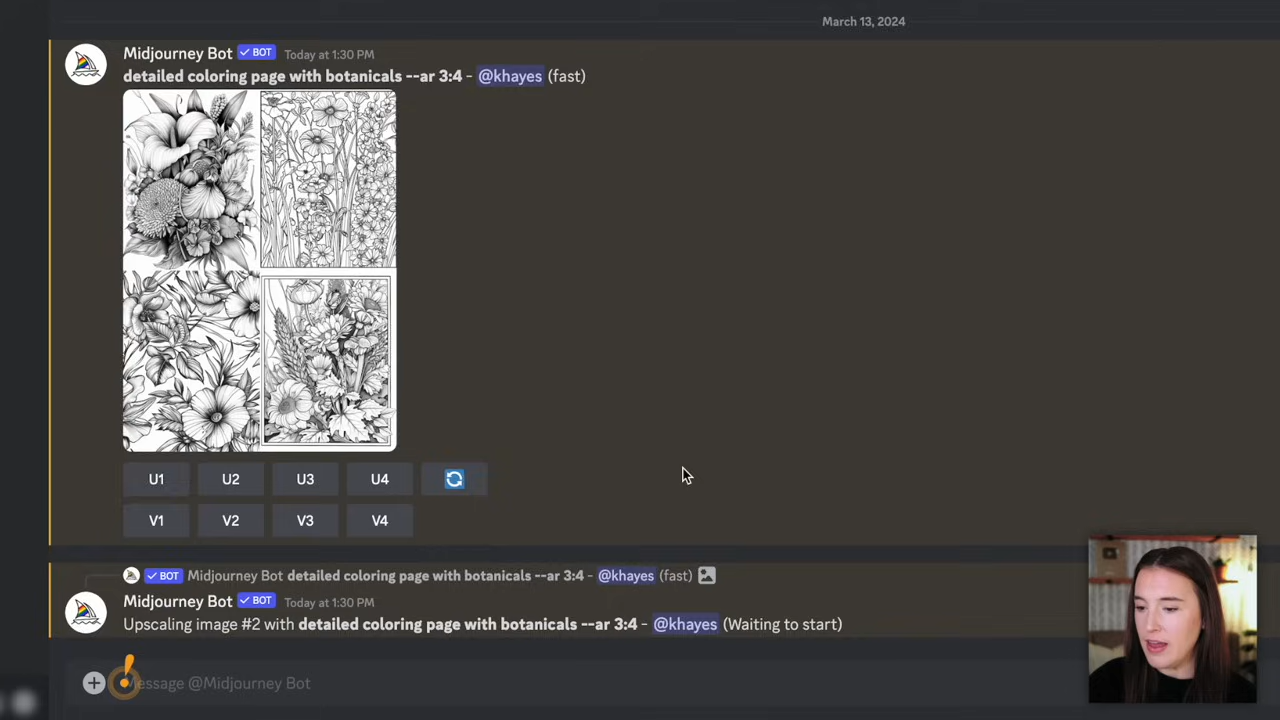 March 13, 2024
Midjourney Bot ✓ BOT Today at 1:30 PM
detailed coloring page with botanicals --ar 3:4 - @khayes (fast)
U1 U2 U3 U4
V1 V2 V3 V4
✓ BOT Midjourney Bot detailed coloring page with botanicals --ar 3:4 - @khayes (fast)
Midjourney Bot ✓ BOT Today at 1:30 PM
Upscaling image #2 with detailed coloring page with botanicals --ar 3:4 - @khayes (Waiting to start)
Message @Midjourney Bot